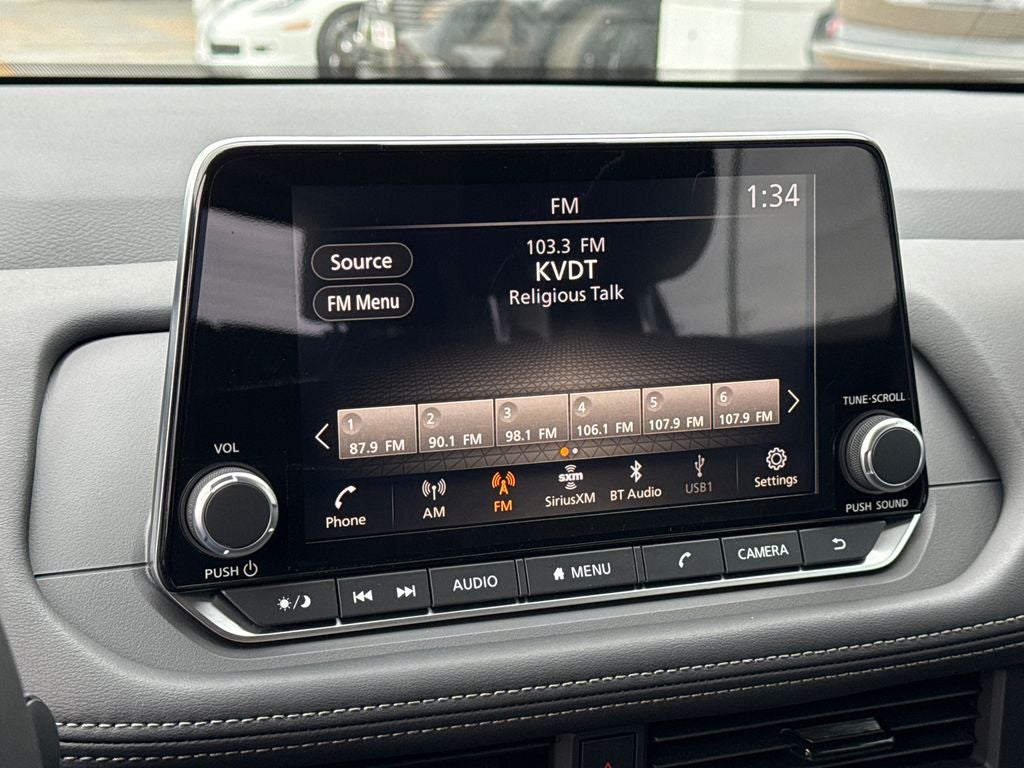 FM
1:34
103.3 FM
KVDT
Religious Talk
Source
FM Menu
1
87.9 FM
2
90.1 FM
3
98.1 FM
4
106.1 FM
5
107.9 FM
6
107.9 FM
Phone
AM
FM
sxm
SiriusXM
BT Audio
USB1
Settings
VOL
PUSH
TUNE·SCROLL
PUSH SOUND
AUDIO
MENU
CAMERA